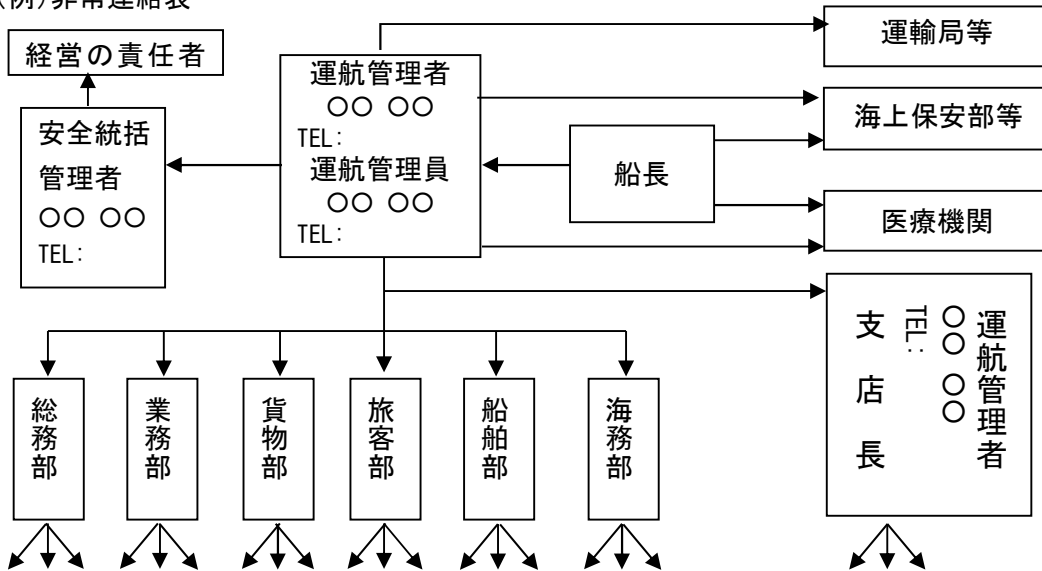 (例)非常連絡表
経営の責任者
安全統括
管理者
○○ ○○
TEL:
運航管理者
○○ ○○
TEL:
運航管理員
○○ ○○
TEL:
船長
運輸局等
海上保安部等
医療機関
運航管理者
○○ ○○
TEL:
支店長
総務部
業務部
貨物部
旅客部
船舶部
海務部